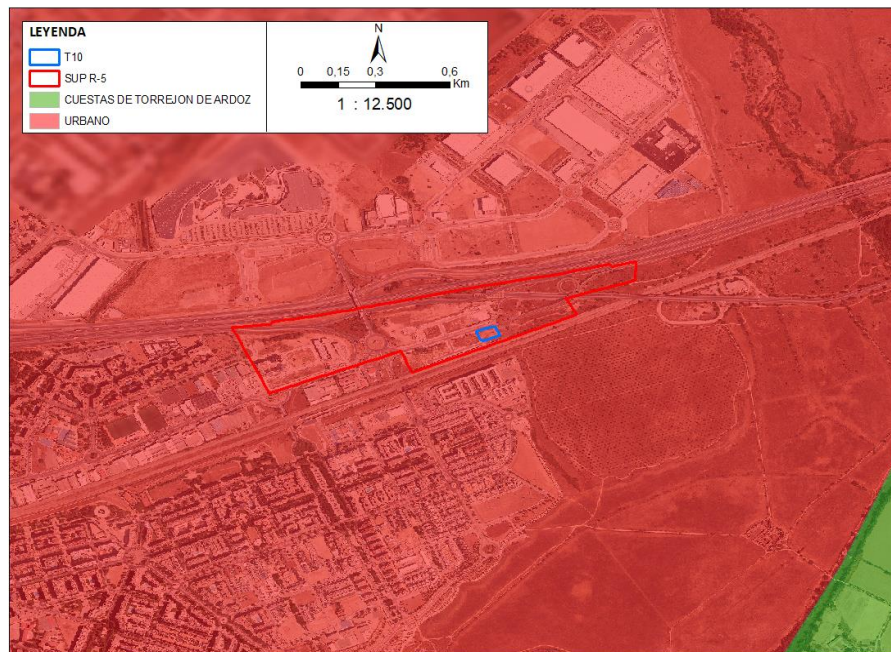 LEYENDA
T10
SUP R-5
CUESTAS DE TORREJON DE ARDOZ
URBANO
N
0 0,15 0,3 0,6
Km
1 : 12.500